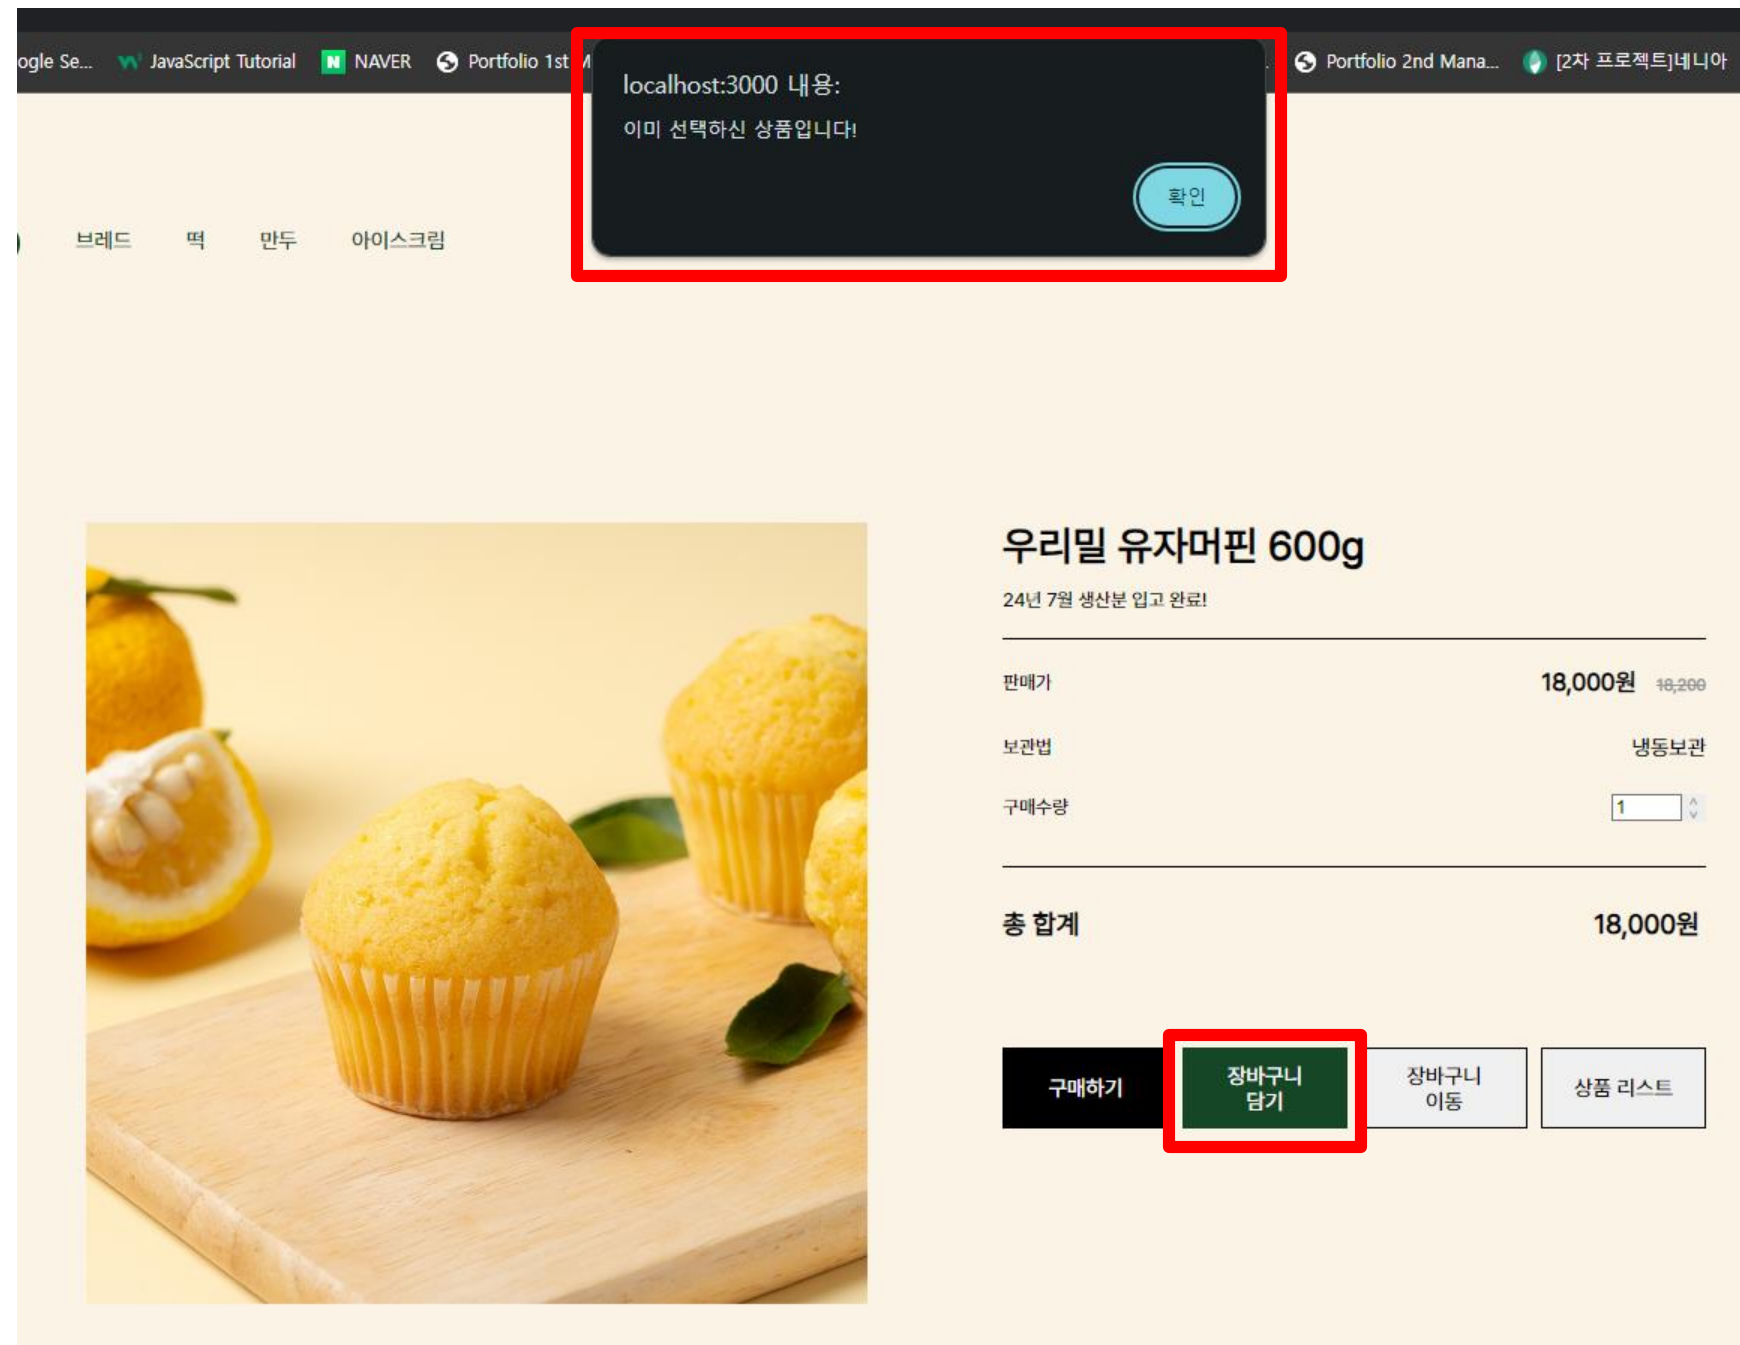 ogle Se...
JavaScript Tutorial
NAVER
Portfolio 1st M
Portfolio 2nd Mana...
[2차 프로젝트]네니아
localhost:3000 내용:
이미 선택하신 상품입니다!
확인
브레드
떡
만두
아이스크림
우리밀 유자머핀 600g
24년 7월 생산분 입고 완료!
판매가
18,000원 18,200
보관법
냉동보관
구매수량
1
총 합계
18,000원
구매하기
장바구니
담기
장바구니
이동
상품 리스트